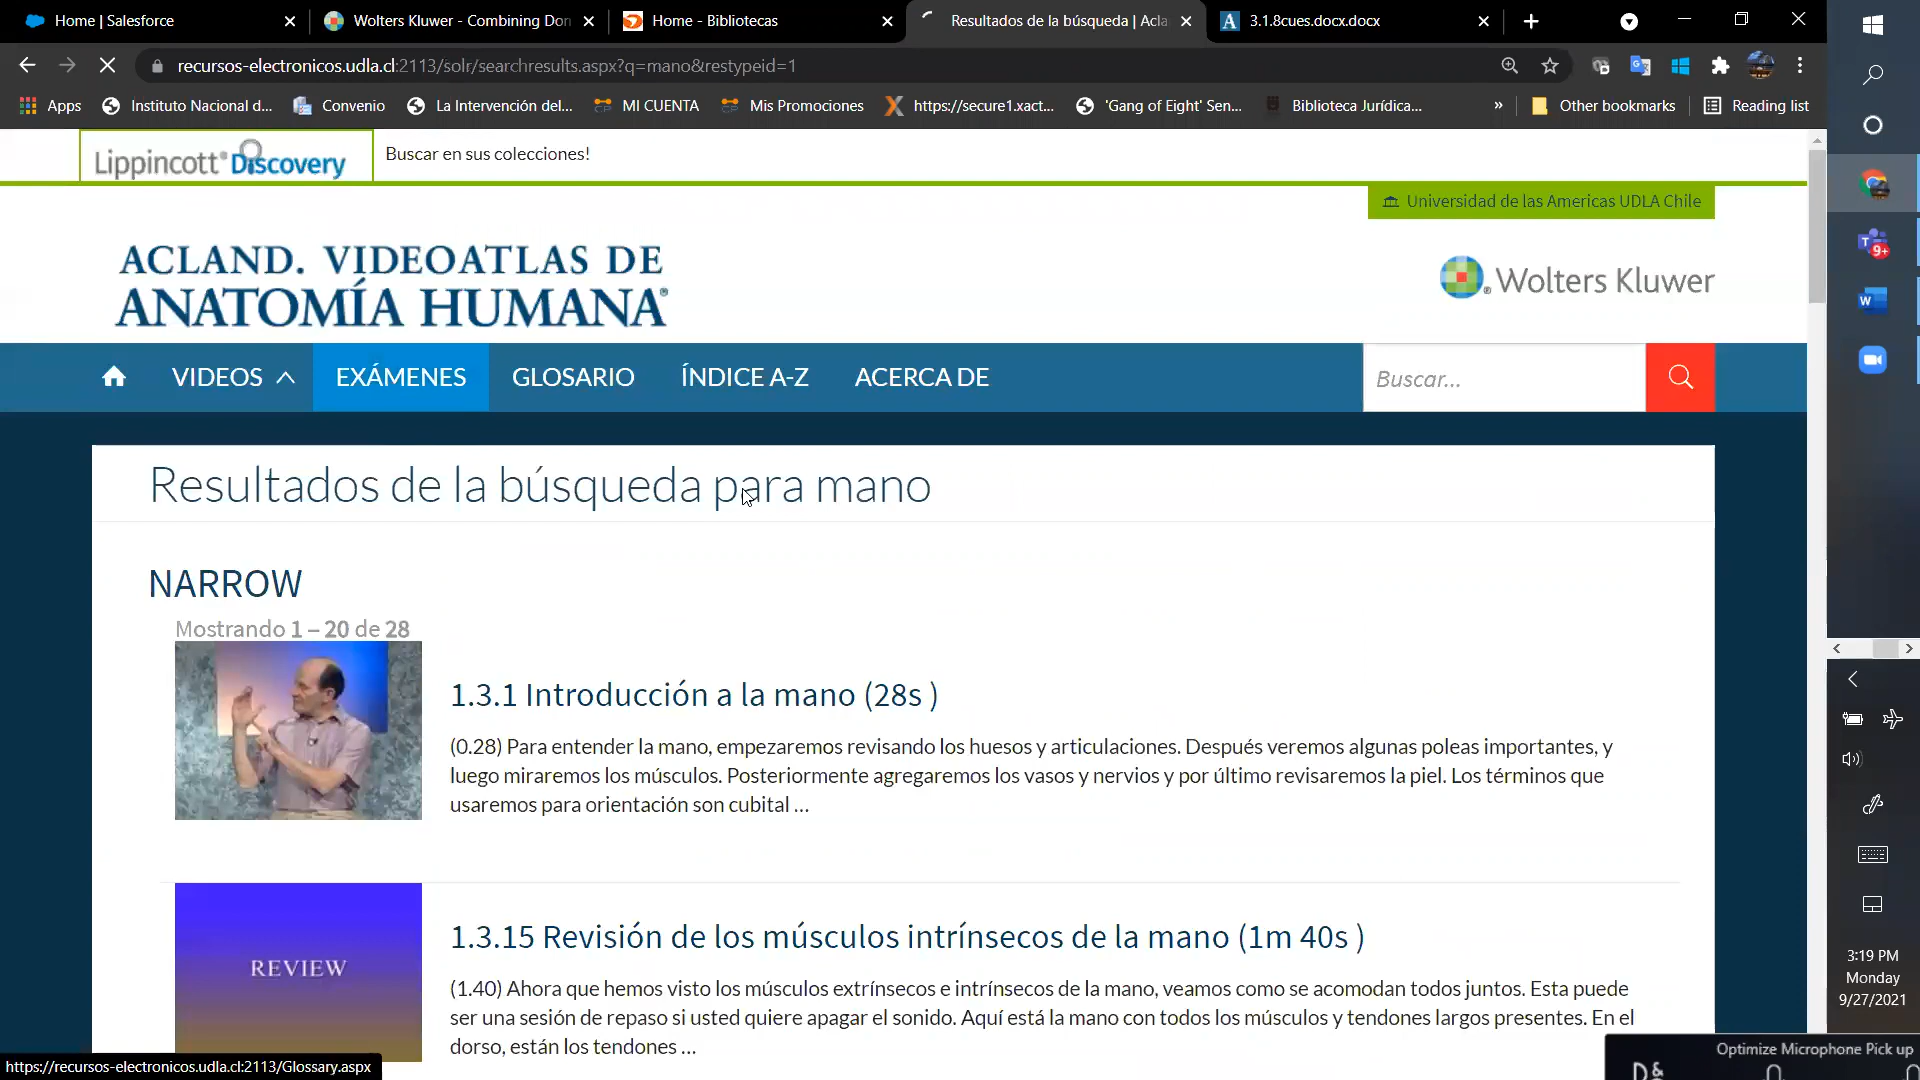 Home | Salesforce
Wolters Kluwer - Combining Don
Home - Bibliotecas
Resultados de la búsqueda | Acla
3.1.8cues.docx.docx
recursos-electronicos.udla.cl:2113/solr/searchresults.aspx?q=mano&restypeid=1
Apps
Instituto Nacional d...
Convenio
La Intervención del...
MI CUENTA
Mis Promociones
https://secure1.xact...
'Gang of Eight' Sen...
Biblioteca Jurídica...
»
Other bookmarks
Reading list
Lippincott® Discovery
Buscar en sus colecciones!
Universidad de las Americas UDLA Chile
ACLAND. VIDEOATLAS DE
ANATOMÍA HUMANA®
Wolters Kluwer
VIDEOS
EXÁMENES
GLOSARIO
ÍNDICE A-Z
ACERCA DE
Buscar...
Resultados de la búsqueda para mano
NARROW
Mostrando 1 – 20 de 28
1.3.1 Introducción a la mano (28s )
(0.28) Para entender la mano, empezaremos revisando los huesos y articulaciones. Después veremos algunas poleas importantes, y
luego miraremos los músculos. Posteriormente agregaremos los vasos y nervios y por último revisaremos la piel. Los términos que
usaremos para orientación son cubital ...
REVIEW
1.3.15 Revisión de los músculos intrínsecos de la mano (1m 40s )
(1.40) Ahora que hemos visto los músculos extrínsecos e intrínsecos de la mano, veamos como se acomodan todos juntos. Esta puede
ser una sesión de repaso si usted quiere apagar el sonido. Aquí está la mano con todos los músculos y tendones largos presentes. En el
dorso, están los tendones ...
https://recursos-electronicos.udla.cl:2113/Glossary.aspx
9+
3:19 PM
Monday
9/27/2021
Optimize Microphone Pick up